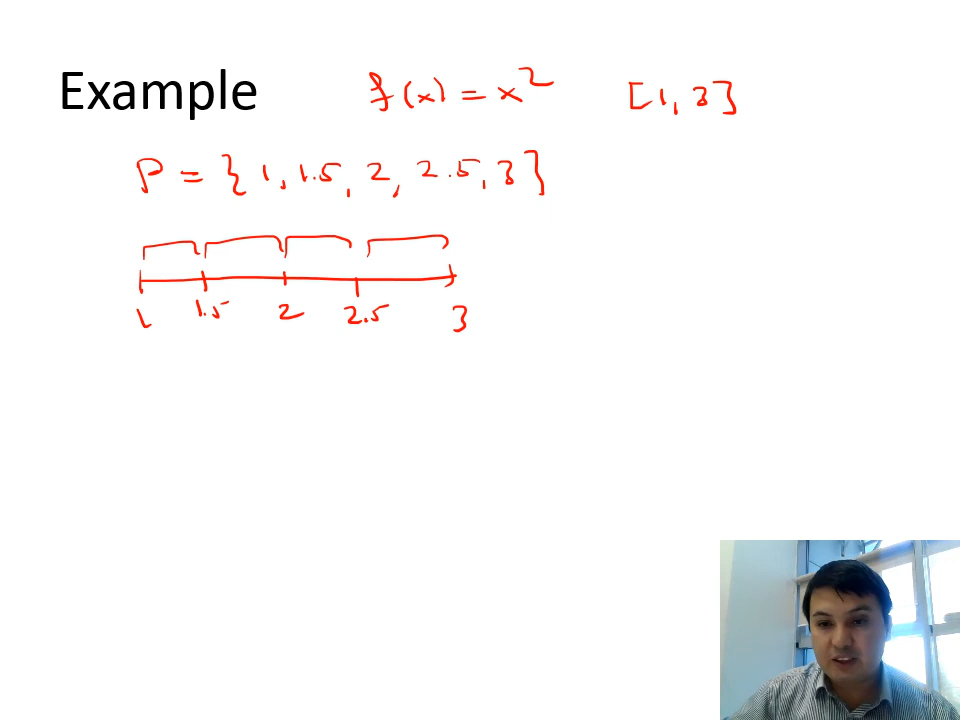 Example f(x) = x² [1, 3]
P = { 1, 1.5, 2, 2.5, 3 }
1 1.5 2 2.5 3